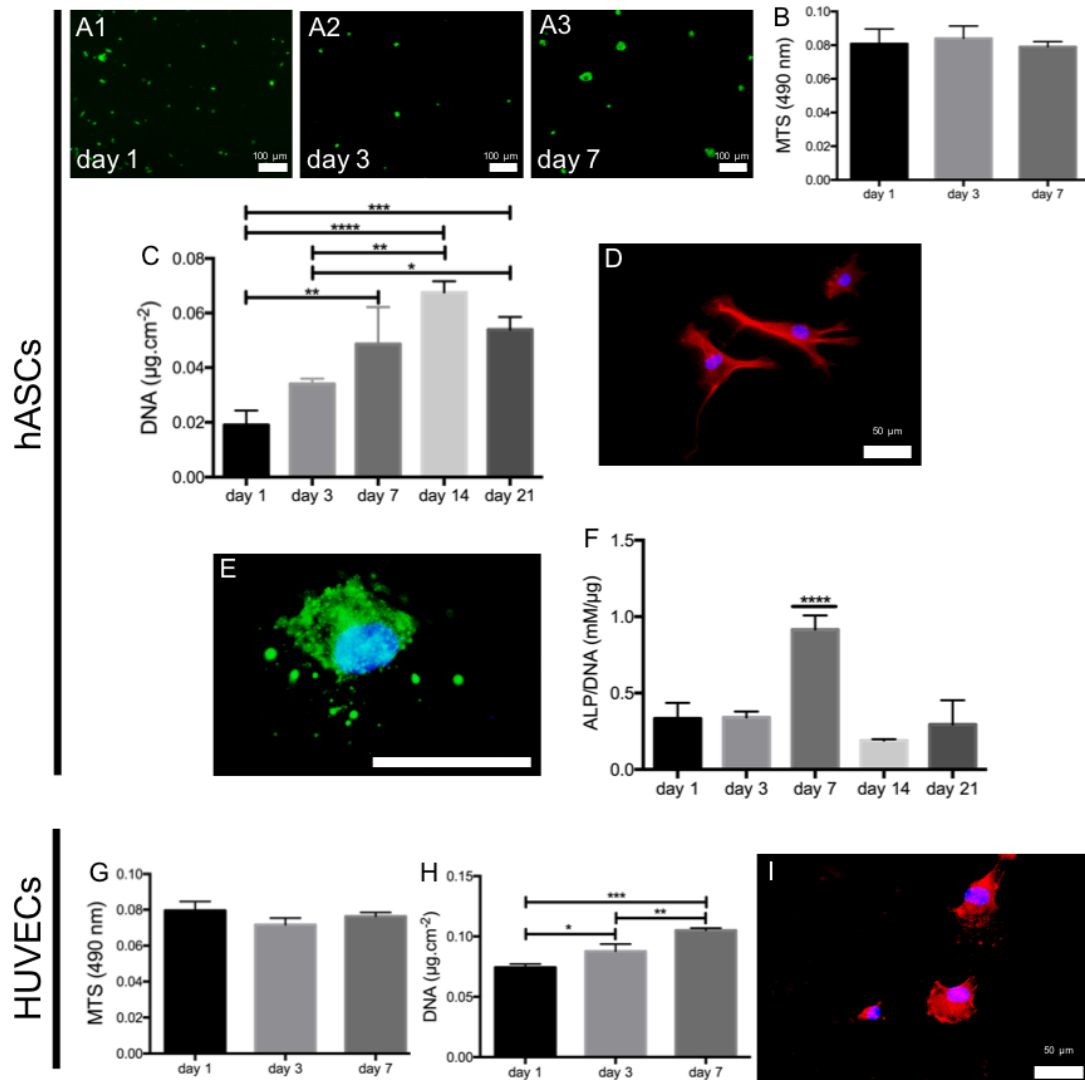 hASCs
A1
day 1
100 µm
A2
day 3
100 µm
A3
day 7
100 µm
B
MTS (490 nm)
0.10
0.08
0.06
0.04
0.02
0.00
day 1 day 3 day 7
C
DNA (µg.cm-2)
***
****
**
*
**
0.08
0.06
0.04
0.02
0.00
day 1 day 3 day 7 day 14 day 21
D
50 µm
E
F
ALP/DNA (mM/µg)
1.5
1.0
0.5
0.0
****
day 1 day 3 day 7 day 14 day 21
HUVECs
G
MTS (490 nm)
0.10
0.08
0.06
0.04
0.02
0.00
day 1 day 3 day 7
H
DNA (µg.cm-2)
0.15
0.10
0.05
0.00
***
**
*
day 1 day 3 day 7
I
50 µm